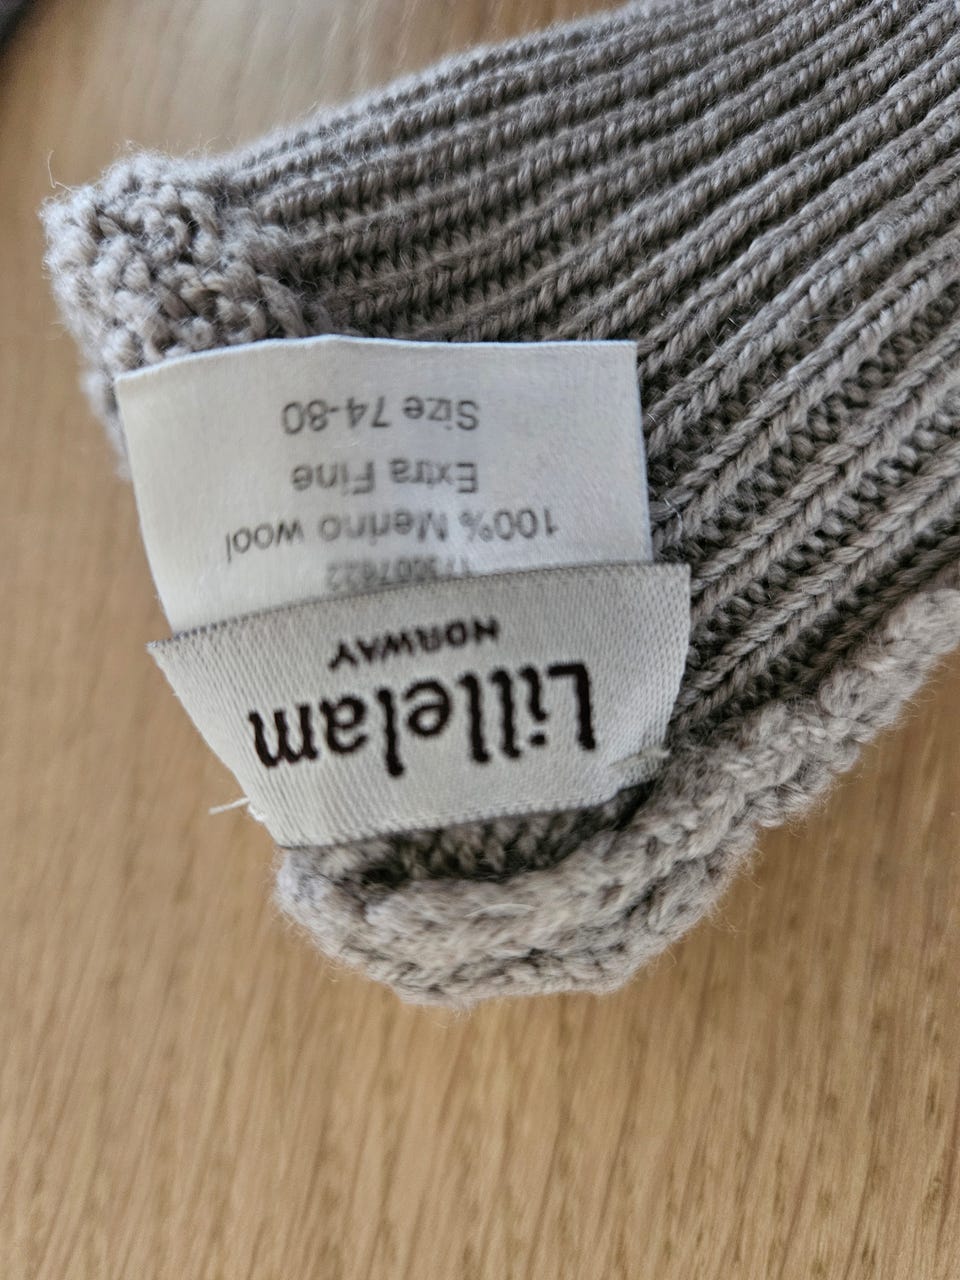 Lillelam
NORWAY
100% Merino wool
Extra Fine
Size 74-80